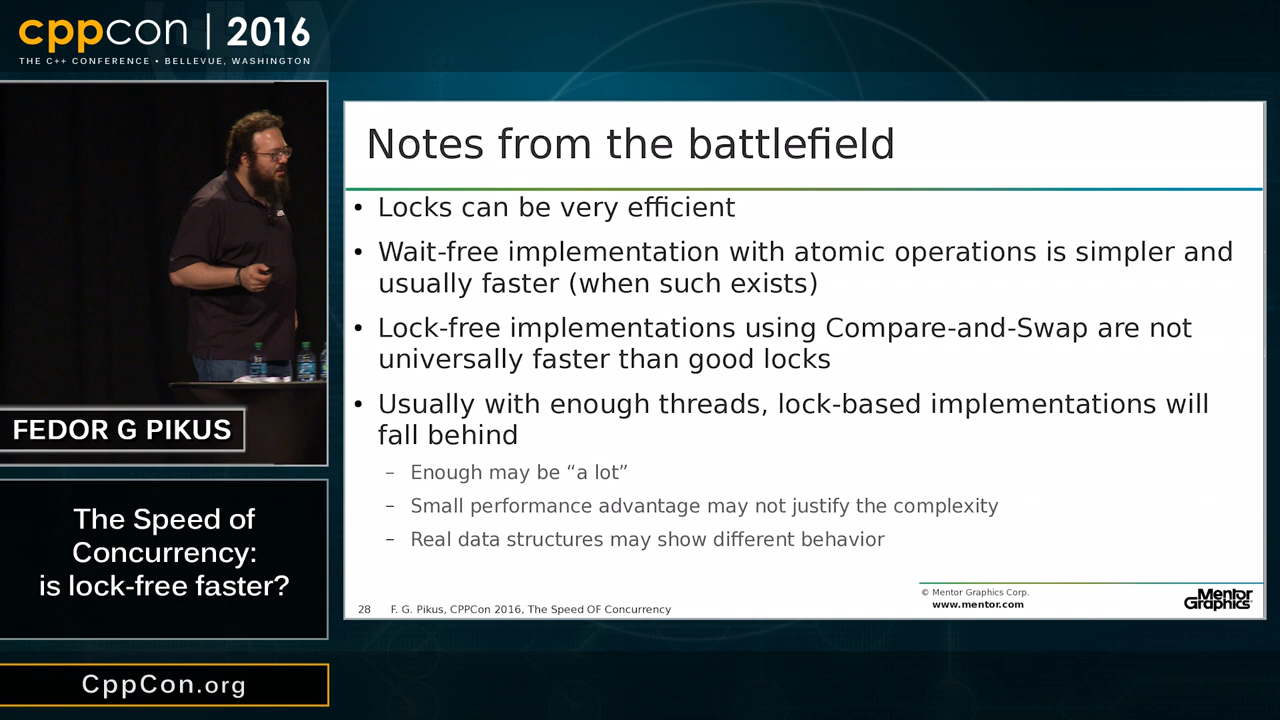 cppcon | 2016
THE C++ CONFERENCE • BELLEVUE, WASHINGTON
FEDOR G PIKUS
The Speed of
Concurrency:
is lock-free faster?
CppCon.org
Notes from the battlefield
• Locks can be very efficient
• Wait-free implementation with atomic operations is simpler and
usually faster (when such exists)
• Lock-free implementations using Compare-and-Swap are not
universally faster than good locks
• Usually with enough threads, lock-based implementations will
fall behind
– Enough may be “a lot”
– Small performance advantage may not justify the complexity
– Real data structures may show different behavior
28 F. G. Pikus, CPPCon 2016, The Speed OF Concurrency
© Mentor Graphics Corp.
www.mentor.com
Mentor
Graphics